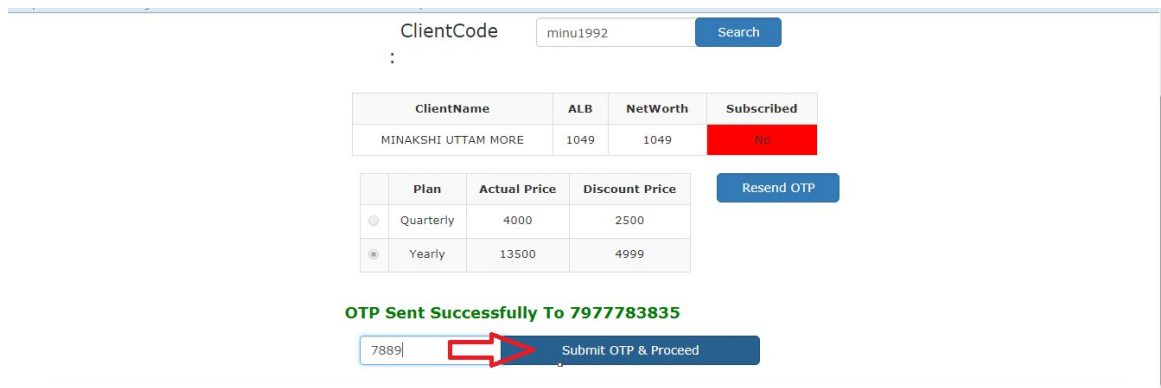 ClientCode minu1992 Search
:
ClientName ALB NetWorth Subscribed
MINAKSHI UTTAM MORE 1049 1049 No
Plan Actual Price Discount Price Resend OTP
Quarterly 4000 2500
Yearly 13500 4999
OTP Sent Successfully To 7977783835
7889 Submit OTP & Proceed